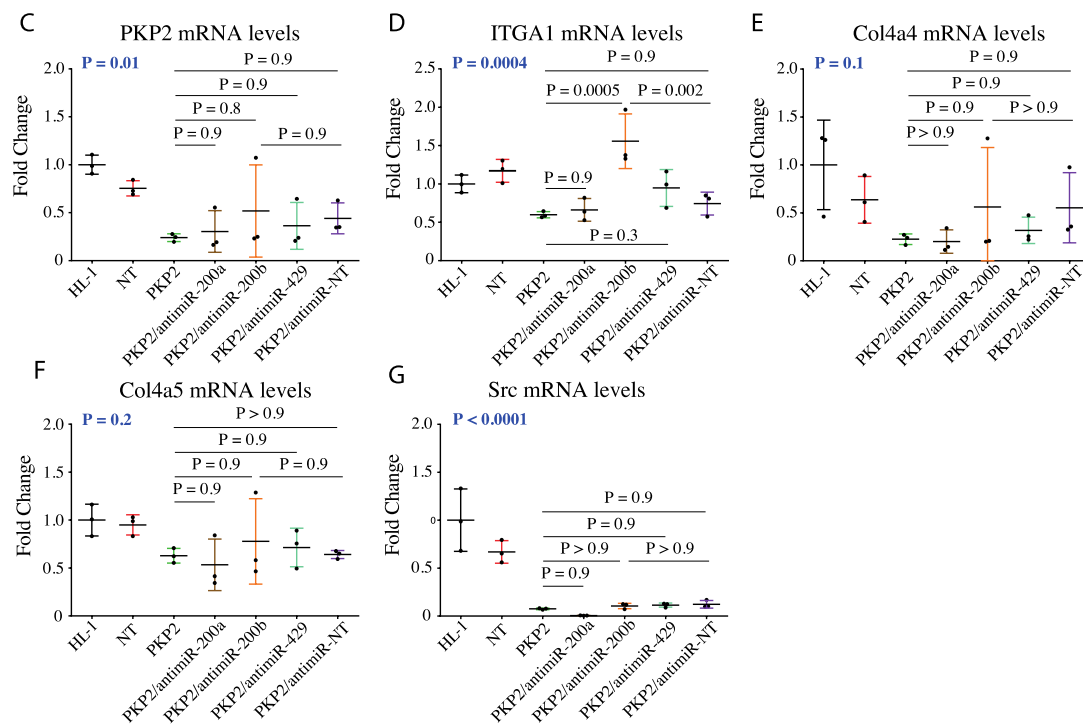 C
PKP2 mRNA levels
P = 0.01
P = 0.9
P = 0.9
P = 0.8
P = 0.9
P = 0.9
Fold Change
2.0
1.5
1.0
0.5
0
HL-1
NT
PKP2
PKP2/antimiR-200a
PKP2/antimiR-200b
PKP2/antimiR-429
PKP2/antimiR-NT
D
ITGA1 mRNA levels
P = 0.0004
P = 0.9
P = 0.0005
P = 0.002
P = 0.9
P = 0.3
Fold Change
2.5
2.0
1.5
1.0
0.5
0.0
HL-1
NT
PKP2
PKP2/antimiR-200a
PKP2/antimiR-200b
PKP2/antimiR-429
PKP2/antimiR-NT
E
Col4a4 mRNA levels
P = 0.1
P = 0.9
P = 0.9
P = 0.9
P > 0.9
P > 0.9
Fold Change
2.0
1.5
1.0
0.5
0
HL-1
NT
PKP2
PKP2/antimiR-200a
PKP2/antimiR-200b
PKP2/antimiR-429
PKP2/antimiR-NT
F
Col4a5 mRNA levels
P = 0.2
P > 0.9
P = 0.9
P = 0.9
P = 0.9
P = 0.9
Fold Change
2.0
1.5
1.0
0.5
0
HL-1
NT
PKP2
PKP2/antimiR-200a
PKP2/antimiR-200b
PKP2/antimiR-429
PKP2/antimiR-NT
G
Src mRNA levels
P < 0.0001
P = 0.9
P = 0.9
P > 0.9
P > 0.9
P = 0.9
Fold Change
2.0
1.5
0
0.5
0
HL-1
NT
PKP2
PKP2/antimiR-200a
PKP2/antimiR-200b
PKP2/antimiR-429
PKP2/antimiR-NT